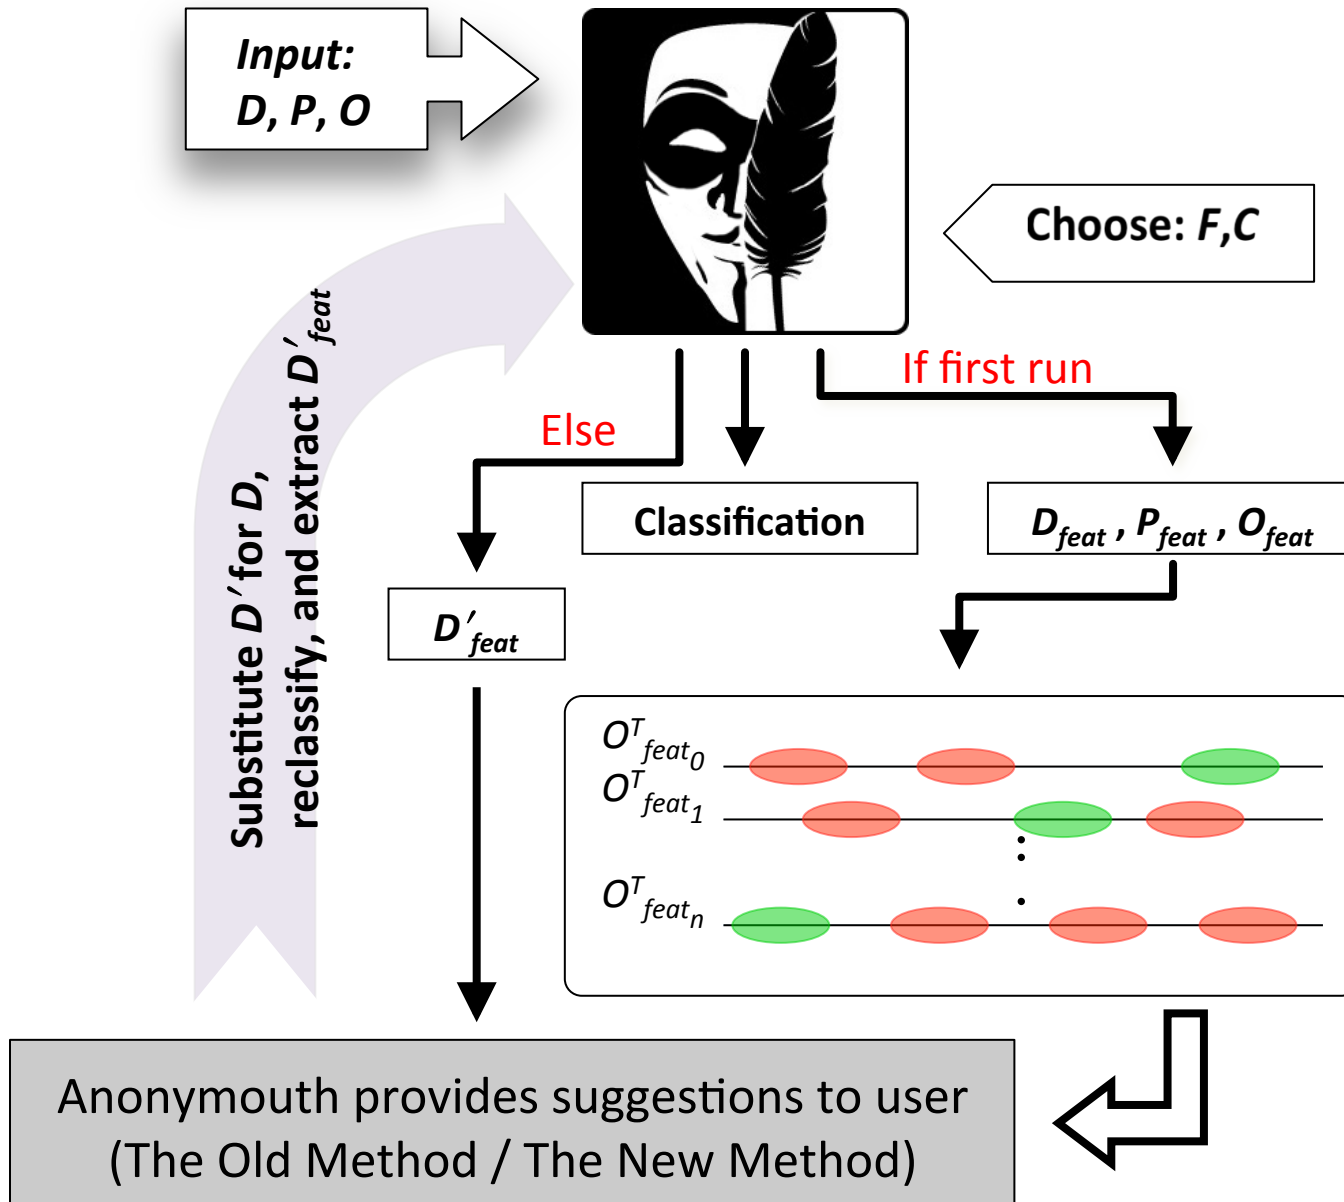 Input:
D, P, O
Choose: F,C
If first run
Else
Classification
D_feat , P_feat , O_feat
D′_feat
Substitute D′ for D,
reclassify, and extract D′_feat
O^T_feat_0
O^T_feat_1
O^T_feat_n
Anonymouth provides suggestions to user
(The Old Method / The New Method)